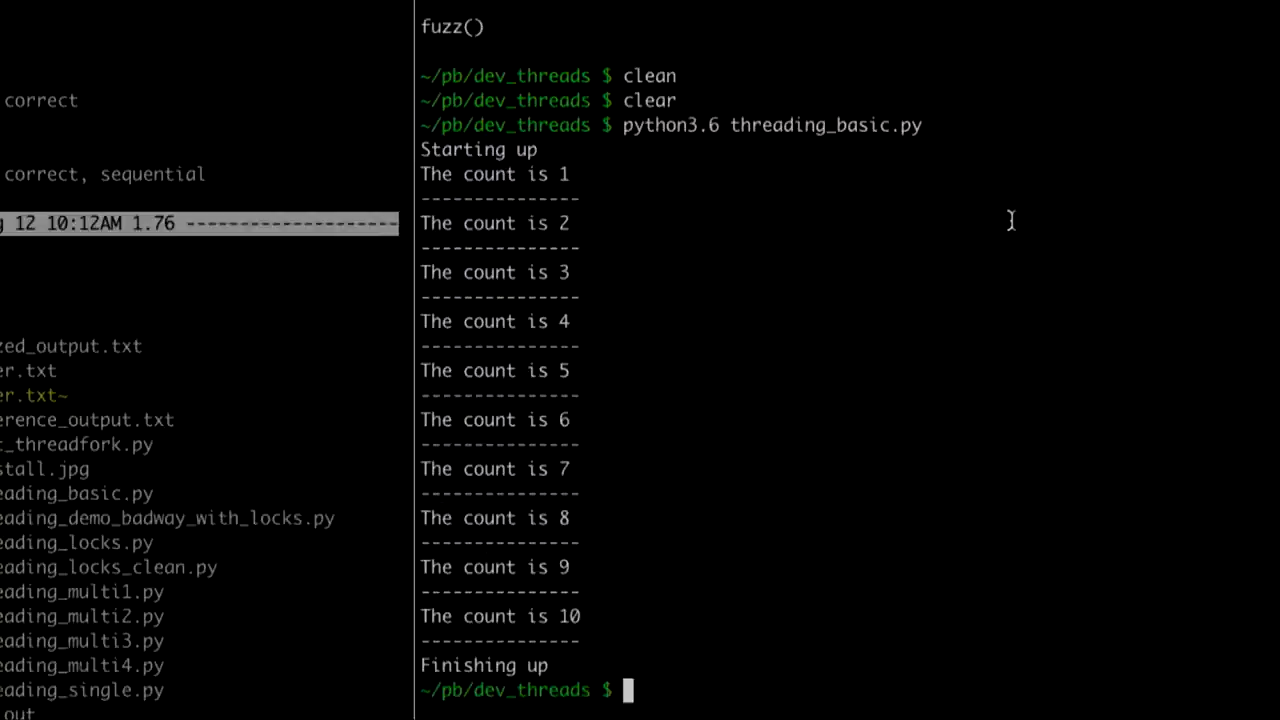 correct
correct, sequential
12 10:12AM 1.76 --------------------
zed_output.txt
er.txt
er.txt~
erence_output.txt
t_threadfork.py
stall.jpg
eading_basic.py
eading_demo_badway_with_locks.py
eading_locks.py
eading_locks_clean.py
eading_multi1.py
eading_multi2.py
eading_multi3.py
eading_multi4.py
eading_single.py
.out
fuzz()
~/pb/dev_threads $ clean
~/pb/dev_threads $ clear
~/pb/dev_threads $ python3.6 threading_basic.py
Starting up
The count is 1
---------------
The count is 2
---------------
The count is 3
---------------
The count is 4
---------------
The count is 5
---------------
The count is 6
---------------
The count is 7
---------------
The count is 8
---------------
The count is 9
---------------
The count is 10
---------------
Finishing up
~/pb/dev_threads $